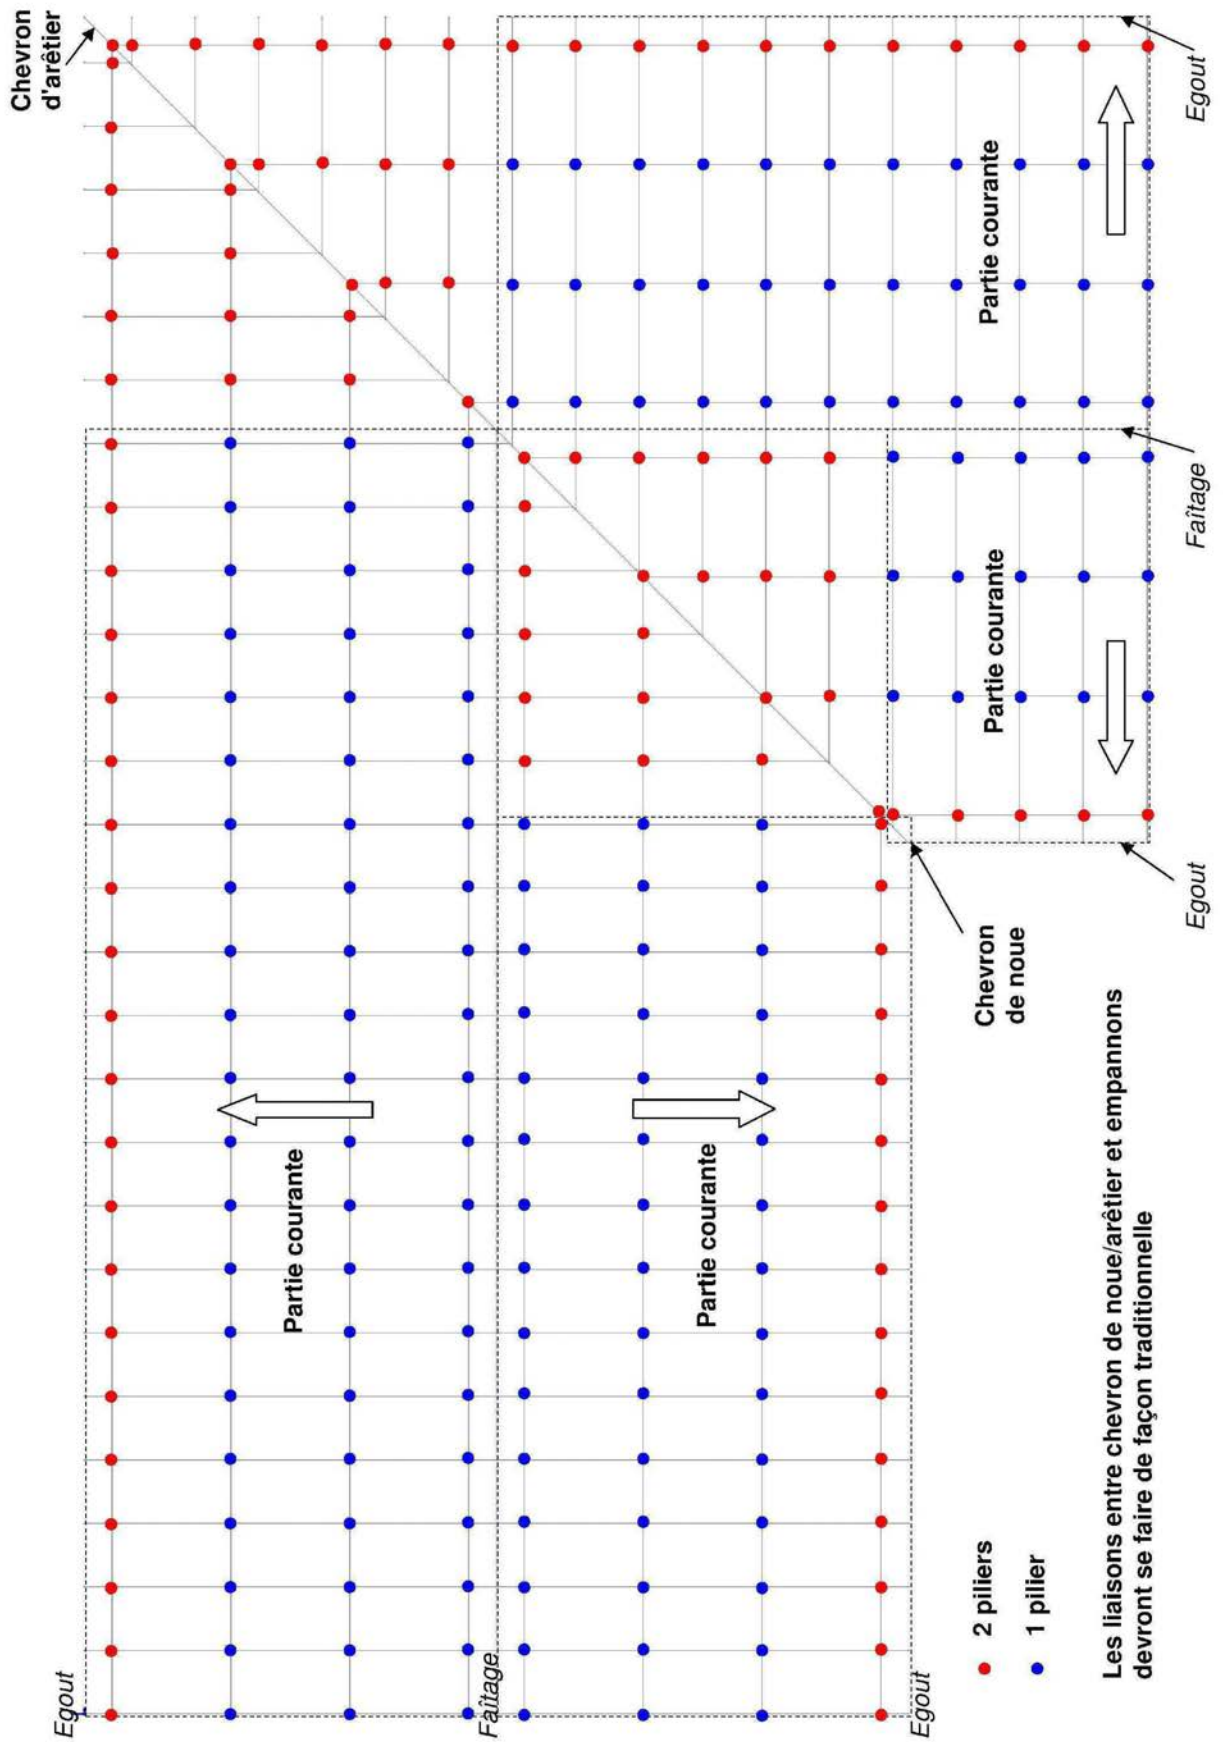 Egout
Faîtage
Egout
Partie courante
Partie courante
2 piliers
1 pilier
Les liaisons entre chevron de noue/arêtier et empannons
devront se faire de façon traditionnelle
Chevron
de noue
Chevron
d'arêtier
Partie courante
Partie courante
Egout
Faîtage
Egout